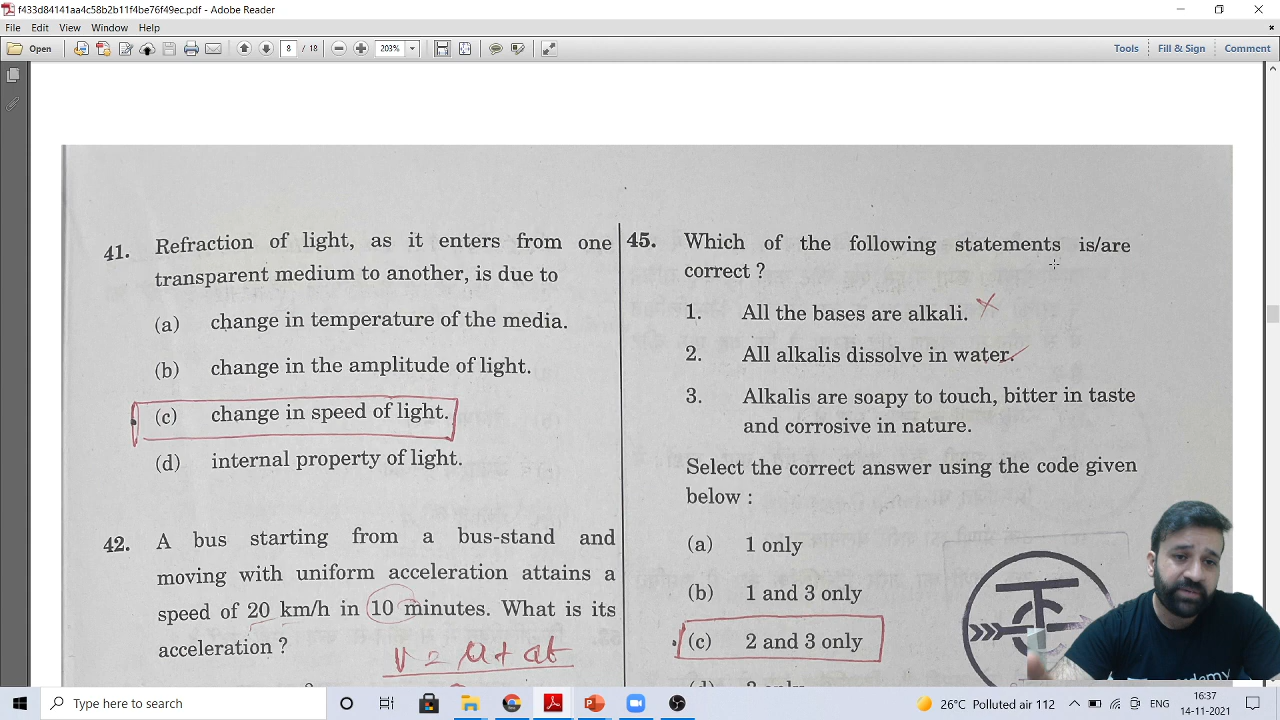 f433d84141aa4c58b2b11f4be76f49ec.pdf - Adobe Reader
File Edit View Window Help
Open 8 / 18 203% Tools Fill & Sign Comment
41. Refraction of light, as it enters from one
transparent medium to another, is due to
(a) change in temperature of the media.
(b) change in the amplitude of light.
(c) change in speed of light.
(d) internal property of light.
42. A bus starting from a bus-stand and
moving with uniform acceleration attains a
speed of 20 km/h in 10 minutes. What is its
acceleration ?
v = u + at
45. Which of the following statements is/are
correct ?
1. All the bases are alkali.
2. All alkalis dissolve in water.
3. Alkalis are soapy to touch, bitter in taste
and corrosive in nature.
Select the correct answer using the code given
below :
(a) 1 only
(b) 1 and 3 only
(c) 2 and 3 only
Type here to search
26°C Polluted air 112
ENG
16:37
14-11-2021